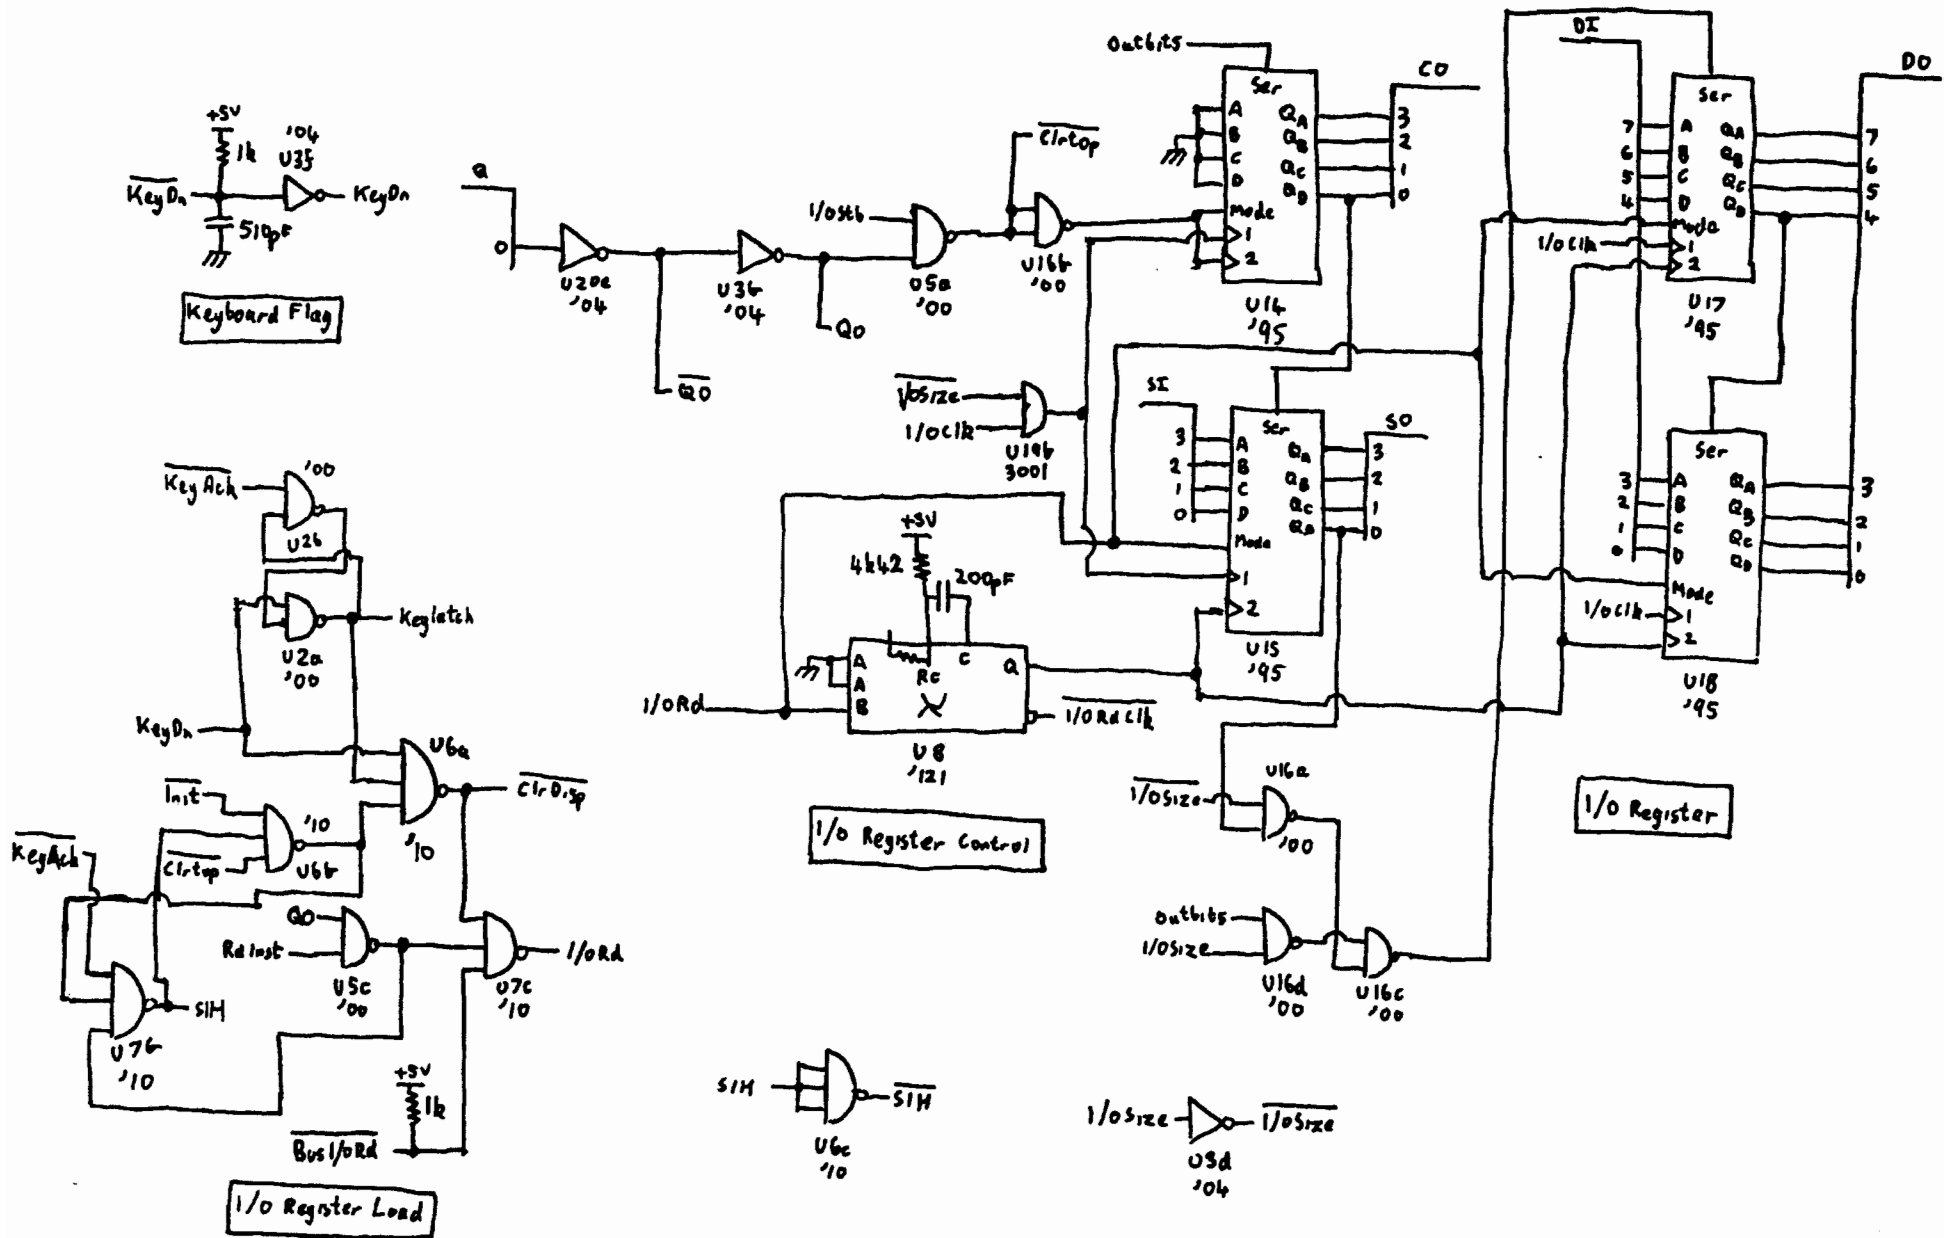 +5V
1k
'04
U3f
KeyDn
KeyDn
510pF
Keyboard Flag
Q
0
U20e
'04
Q0
U3b
'04
Q0
I/OStb
U5a
'00
Clrtop
U16b
'00
Outbits
Ser
A
B
C
D
Mode
1
2
QA
QB
QC
QD
U14
'95
CO
3
2
1
0
I/OSize
I/OClk
U19b
3001
SI
3
2
1
0
Ser
A
B
C
D
Mode
1
2
QA
QB
QC
QD
U15
'95
SO
3
2
1
0
DI
7
6
5
4
I/OClk
Ser
A
B
C
D
Mode
1
2
QA
QB
QC
QD
U17
'95
DO
7
6
5
4
3
2
1
0
I/OClk
Ser
A
B
C
D
Mode
1
2
QA
QB
QC
QD
U18
'95
3
2
1
0
I/O Register
KeyAck
'00
U2b
U2a
'00
Keylatch
KeyDn
U6a
'10
ClrDisp
Init
'10
Clrtop
U6b
KeyAck
Q0
RdInst
U5c
'00
U7c
'10
I/ORd
SIH
U7b
'10
+5V
1k
Bus I/ORd
I/O Register Load
+5V
4k42
200pF
I/ORd
A
A
B
RC
C
Q
I/ORdClk
U8
'121
I/O Register Control
I/OSize
U16a
'00
Outbits
I/OSize
U16d
'00
U16c
'00
SIH
SIH
U6c
'10
I/OSize
I/OSize
U3d
'04